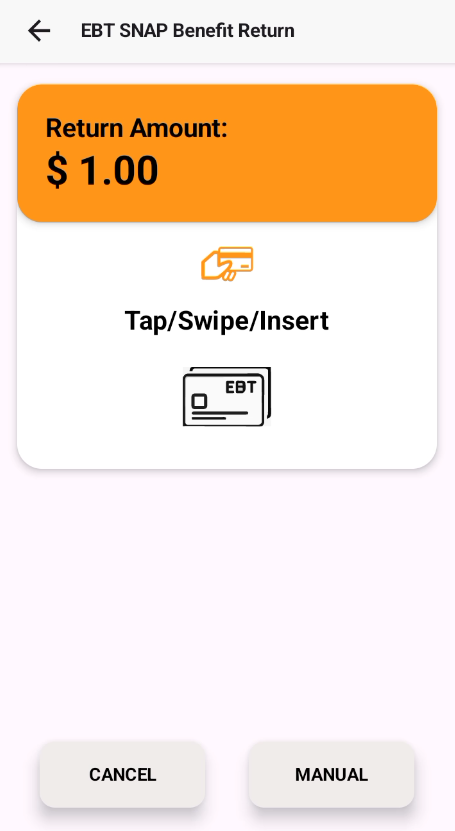 EBT SNAP Benefit Return
Return Amount:
$ 1.00
Tap/Swipe/Insert
EBT
CANCEL
MANUAL